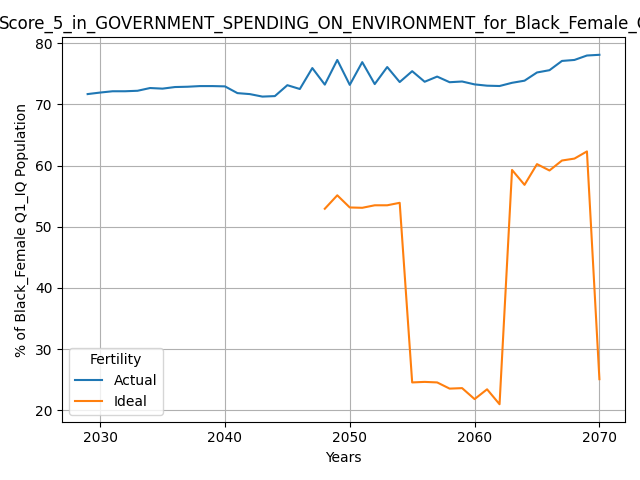 Score_5_in_GOVERNMENT_SPENDING_ON_ENVIRONMENT_for_Black_Female_
80
70
60
50
40
30
20
% of Black_Female Q1_IQ Population
Fertility
Actual
Ideal
2030
2040
2050
2060
2070
Years